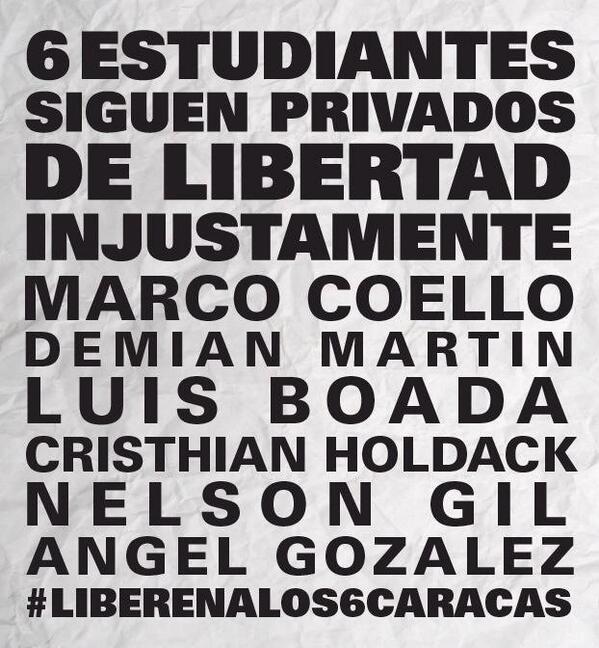 6 ESTUDIANTES
SIGUEN PRIVADOS
DE LIBERTAD
INJUSTAMENTE
MARCO COELLO
DEMIAN MARTIN
LUIS BOADA
CRISTHIAN HOLDACK
NELSON GIL
ANGEL GOZALEZ
#LIBERENALOS6CARACAS